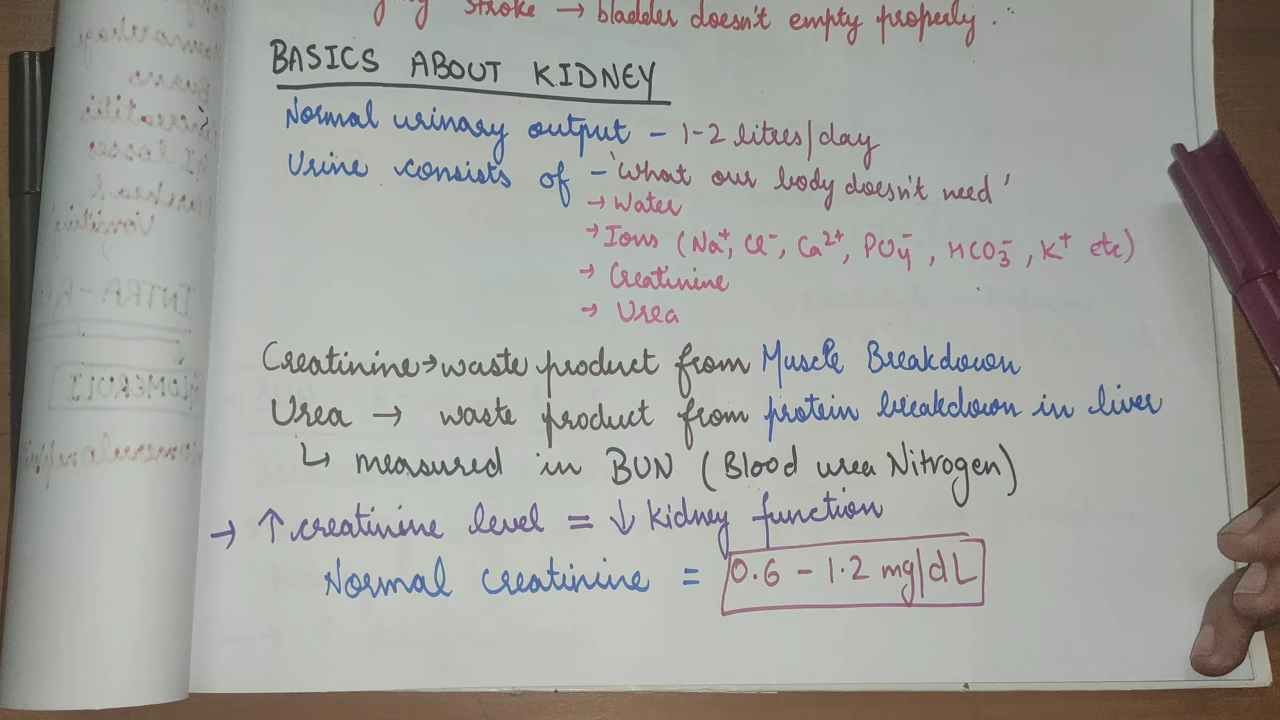 stroke → bladder doesn't empty properly.
BASICS ABOUT KIDNEY
Normal urinary output - 1-2 litres/day
Urine consists of - 'What our body doesn't need'
→ Water
→ Ions (Na⁺, Cl⁻, Ca²⁺, PO₄⁻, HCO₃⁻, K⁺ etc)
→ Creatinine
→ Urea
Creatinine → waste product from Muscle Breakdown
Urea → waste product from protein breakdown in liver
↳ measured in BUN (Blood urea Nitrogen)
→ ↑ creatinine level = ↓ kidney function
Normal creatinine = 0.6 - 1.2 mg/dL